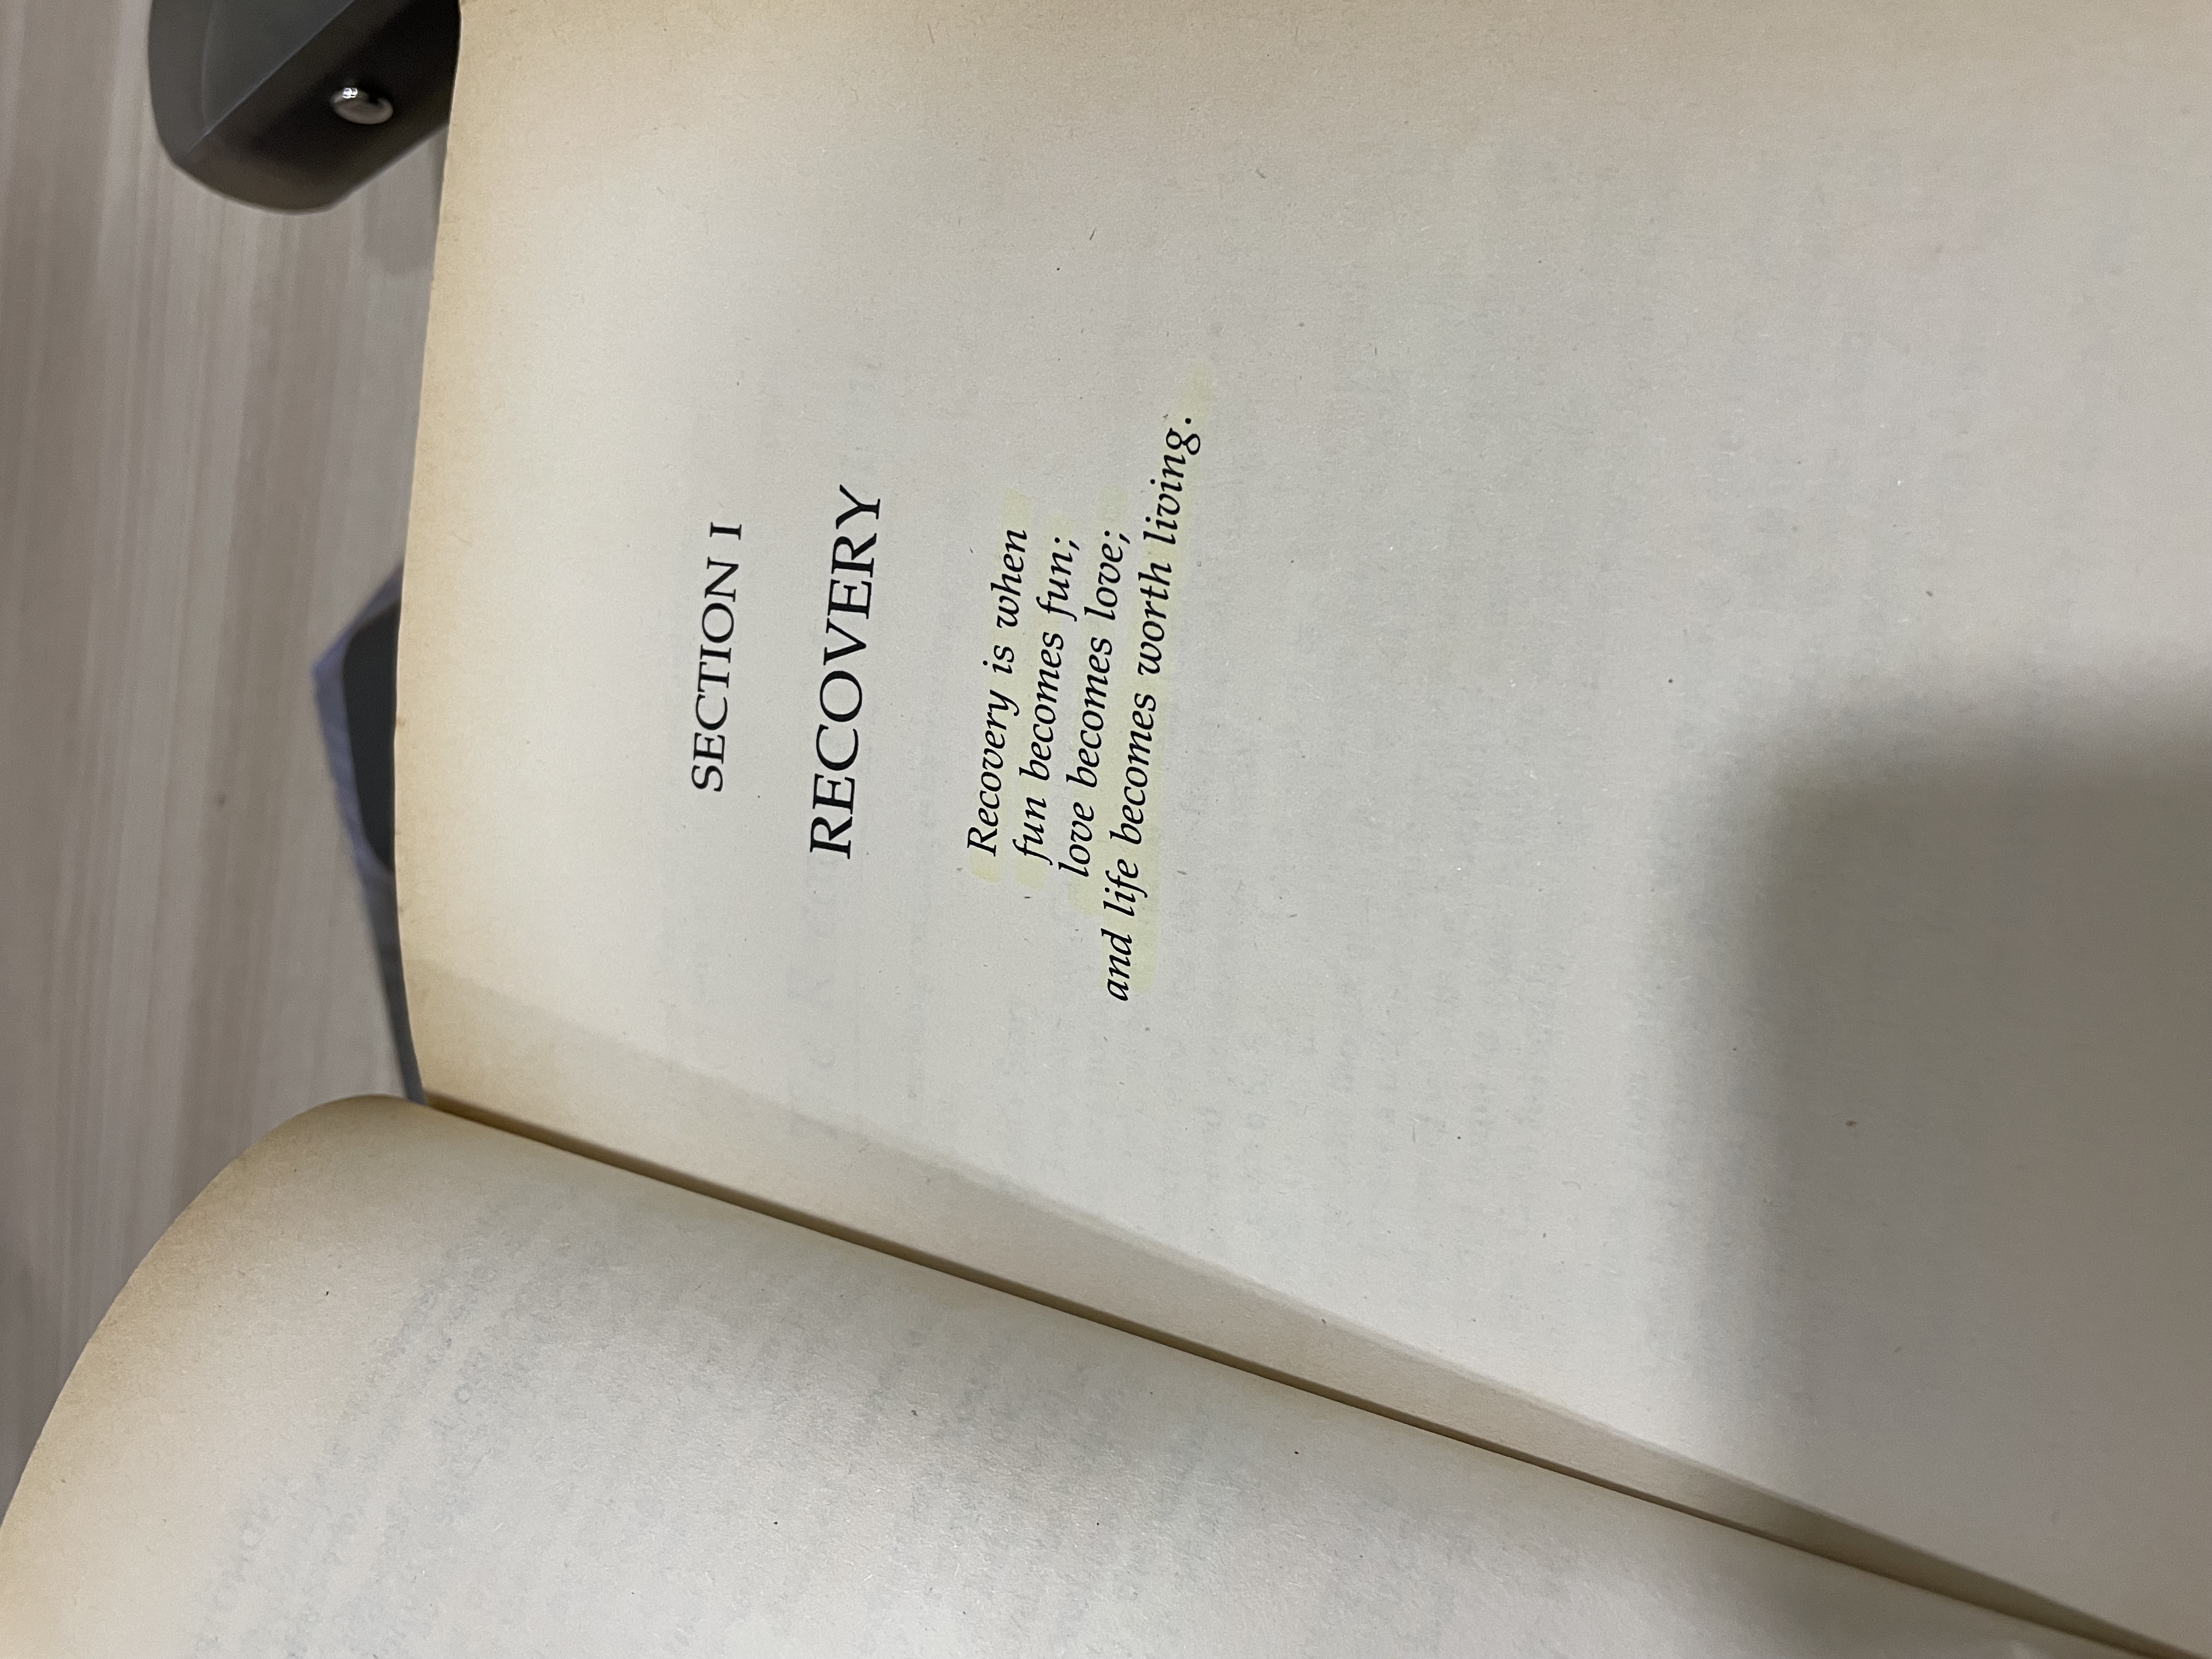 SECTION I
RECOVERY
Recovery is when
fun becomes fun;
love becomes love;
and life becomes worth living.